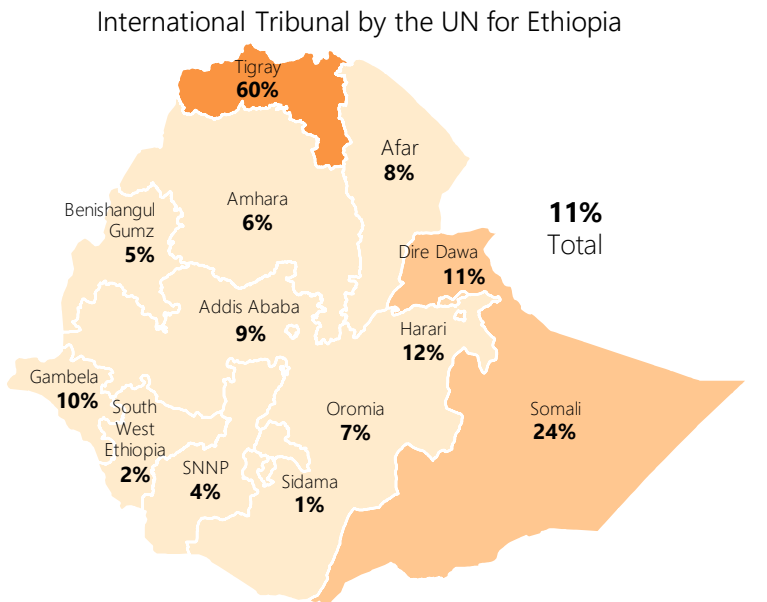 International Tribunal by the UN for Ethiopia
Tigray
60%
Afar
8%
Amhara
6%
Benishangul
Gumz
5%
11%
Total
Dire Dawa
11%
Addis Ababa
9%
Harari
12%
Gambela
10%
South
West
Ethiopia
2%
Oromia
7%
Somali
24%
SNNP
4%
Sidama
1%